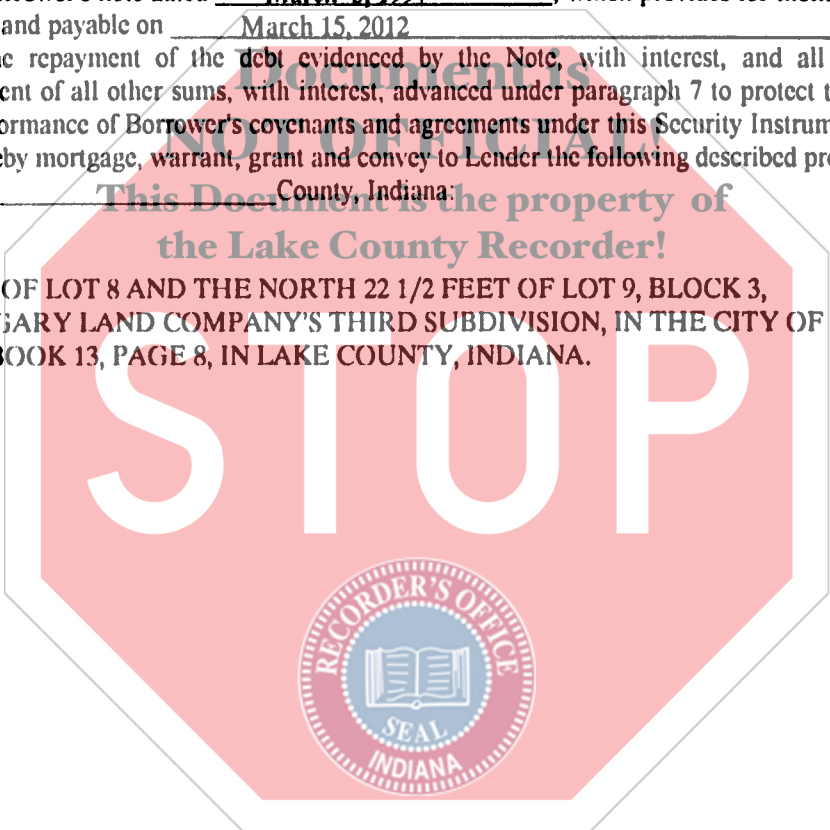 and payable on March 15, 2012
repayment of the debt evidenced by the Note, with interest, and all
ent of all other sums, with interest, advanced under paragraph 7 to protect t
ormance of Borrower's covenants and agreements under this Security Instrum
eby mortgage, warrant, grant and convey to Lender the following described pro
County, Indiana:
Document is
NOT OFFICIAL!
This Document is the property of
the Lake County Recorder!
OF LOT 8 AND THE NORTH 22 1/2 FEET OF LOT 9, BLOCK 3,
GARY LAND COMPANY'S THIRD SUBDIVISION, IN THE CITY OF
BOOK 13, PAGE 8, IN LAKE COUNTY, INDIANA.
STOP
RECORDER'S OFFICE
SEAL
INDIANA